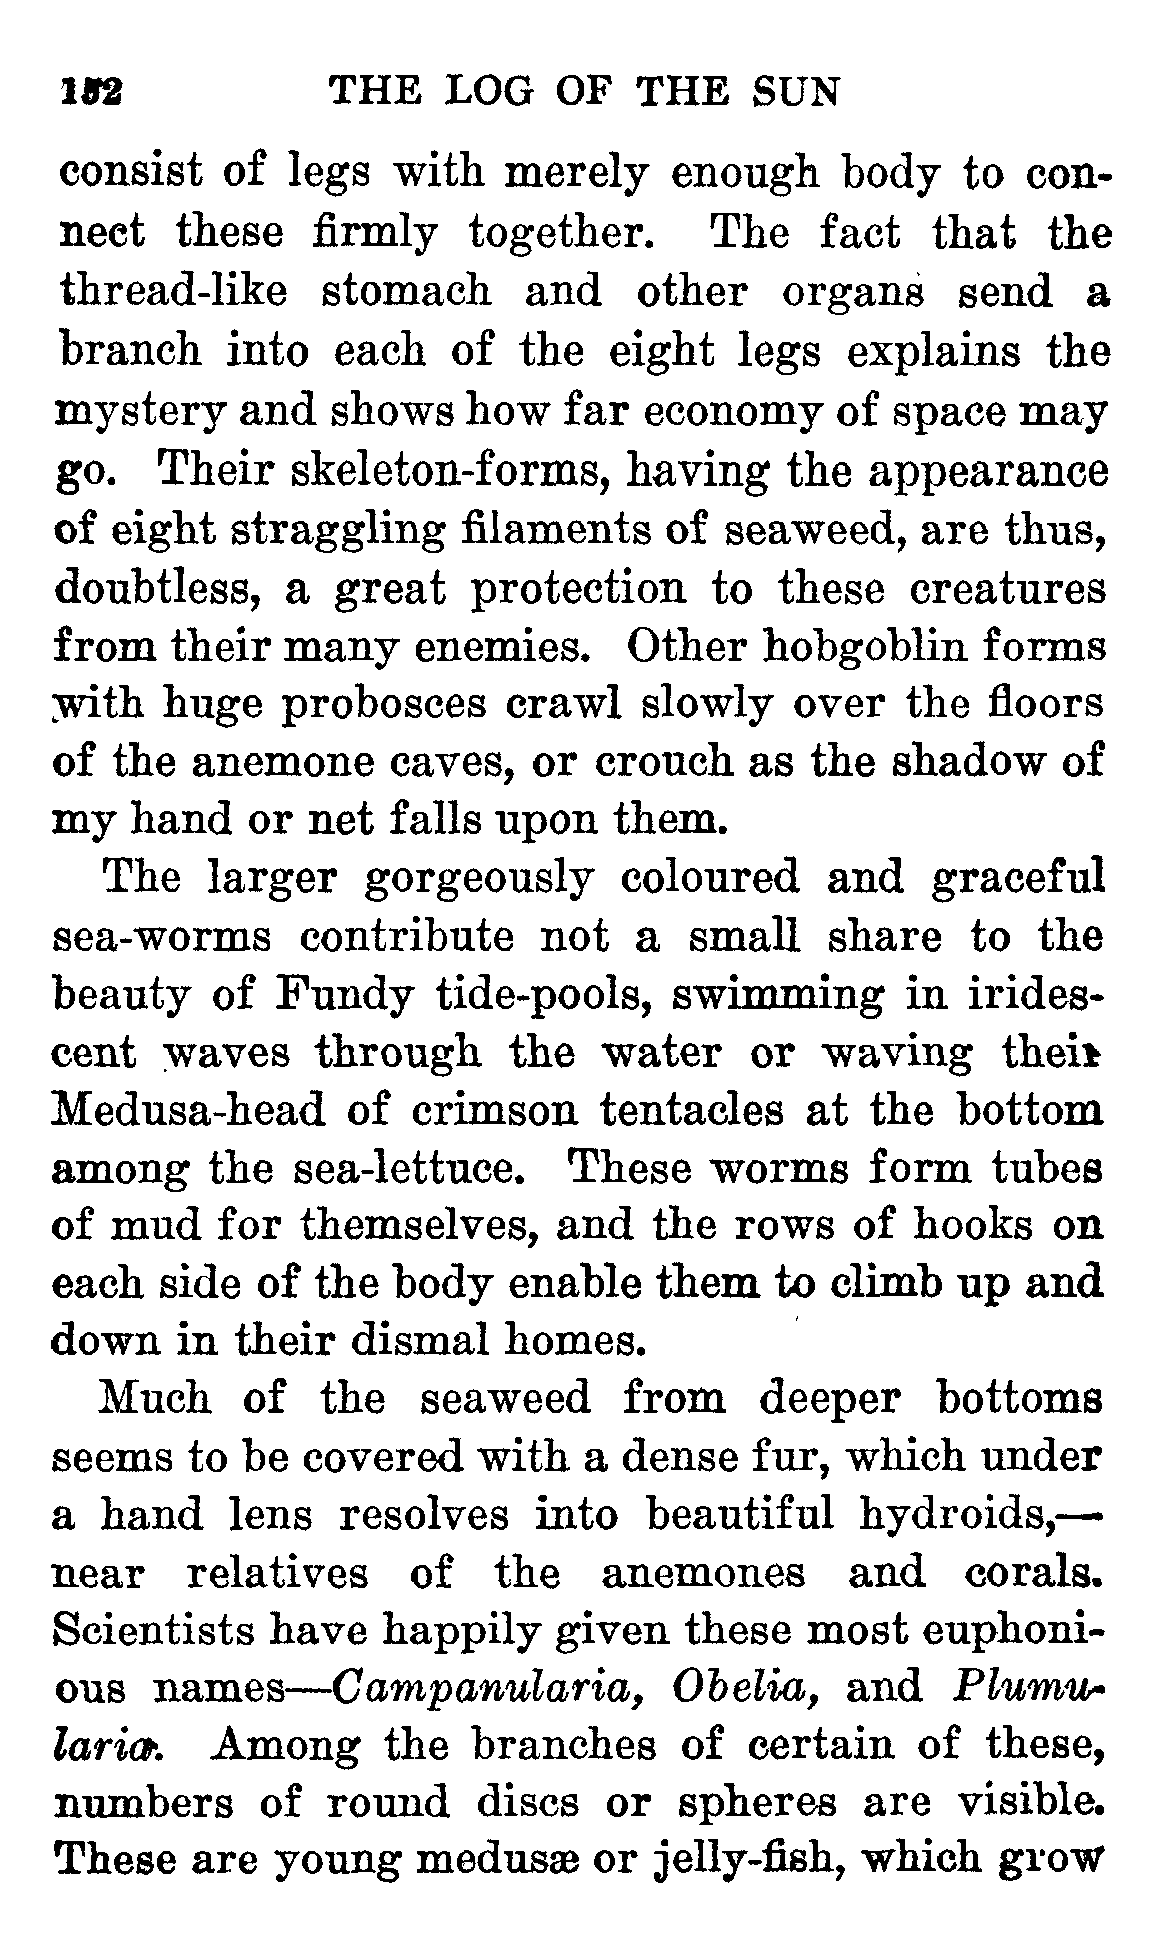 152 THE LOG OF THE SUN
consist of legs with merely enough body to con-
nect these firmly together. The fact that the
thread-like stomach and other organs send a
branch into each of the eight legs explains the
mystery and shows how far economy of space may
go. Their skeleton-forms, having the appearance
of eight straggling filaments of seaweed, are thus,
doubtless, a great protection to these creatures
from their many enemies. Other hobgoblin forms
with huge probosces crawl slowly over the floors
of the anemone caves, or crouch as the shadow of
my hand or net falls upon them.
The larger gorgeously coloured and graceful
sea-worms contribute not a small share to the
beauty of Fundy tide-pools, swimming in irides-
cent waves through the water or waving their
Medusa-head of crimson tentacles at the bottom
among the sea-lettuce. These worms form tubes
of mud for themselves, and the rows of hooks on
each side of the body enable them to climb up and
down in their dismal homes.
Much of the seaweed from deeper bottoms
seems to be covered with a dense fur, which under
a hand lens resolves into beautiful hydroids,—
near relatives of the anemones and corals.
Scientists have happily given these most euphoni-
ous names—Campanularia, Obelia, and Plumu-
laria. Among the branches of certain of these,
numbers of round discs or spheres are visible.
These are young medusæ or jelly-fish, which grow